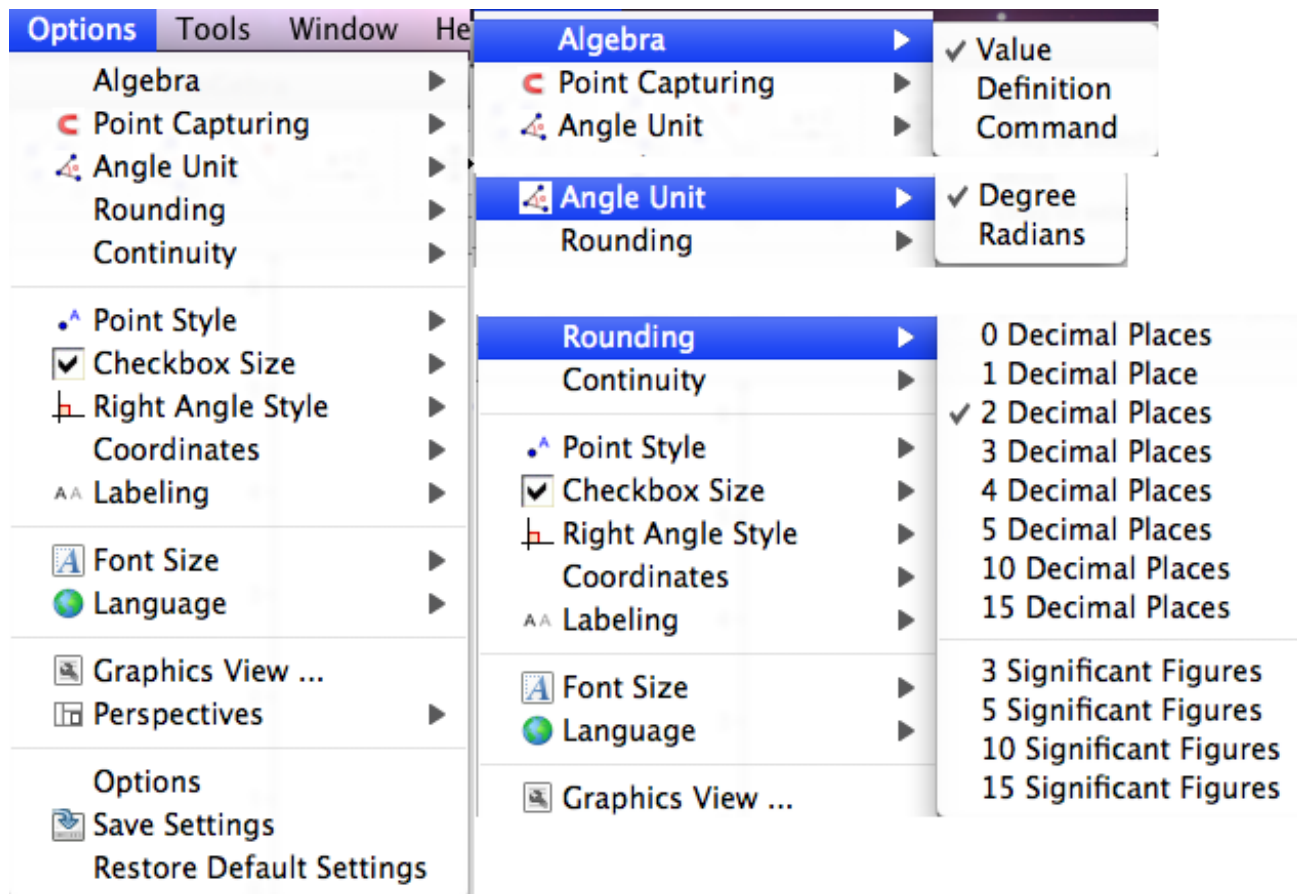 Options Tools Window He
Algebra
Point Capturing
Angle Unit
Rounding
Continuity
Point Style
Checkbox Size
Right Angle Style
Coordinates
AA Labeling
Font Size
Language
Graphics View ...
Perspectives
Options
Save Settings
Restore Default Settings
Algebra
Point Capturing
Angle Unit
Value
Definition
Command
Angle Unit
Rounding
Degree
Radians
Rounding
Continuity
Point Style
Checkbox Size
Right Angle Style
Coordinates
AA Labeling
Font Size
Language
Graphics View ...
0 Decimal Places
1 Decimal Place
2 Decimal Places
3 Decimal Places
4 Decimal Places
5 Decimal Places
10 Decimal Places
15 Decimal Places
3 Significant Figures
5 Significant Figures
10 Significant Figures
15 Significant Figures